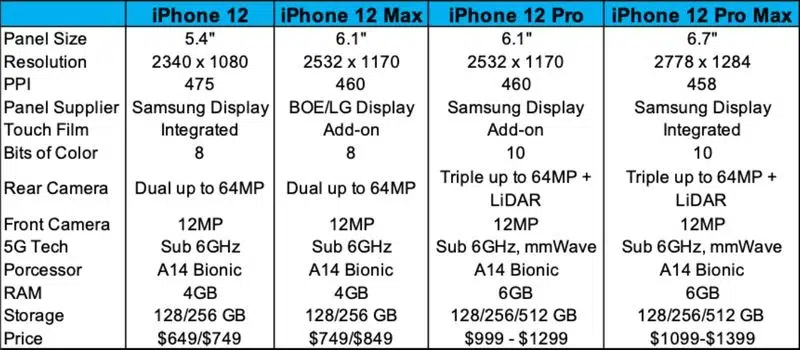 iPhone 12 iPhone 12 Max iPhone 12 Pro iPhone 12 Pro Max
Panel Size 5.4" 6.1" 6.1" 6.7"
Resolution 2340 x 1080 2532 x 1170 2532 x 1170 2778 x 1284
PPI 475 460 460 458
Panel Supplier Samsung Display BOE/LG Display Samsung Display Samsung Display
Touch Film Integrated Add-on Add-on Integrated
Bits of Color 8 8 10 10
Rear Camera Dual up to 64MP Dual up to 64MP Triple up to 64MP + LiDAR Triple up to 64MP + LiDAR
Front Camera 12MP 12MP 12MP 12MP
5G Tech Sub 6GHz Sub 6GHz Sub 6GHz, mmWave Sub 6GHz, mmWave
Porcessor A14 Bionic A14 Bionic A14 Bionic A14 Bionic
RAM 4GB 4GB 6GB 6GB
Storage 128/256 GB 128/256 GB 128/256/512 GB 128/256/512 GB
Price $649/$749 $749/$849 $999 - $1299 $1099-$1399